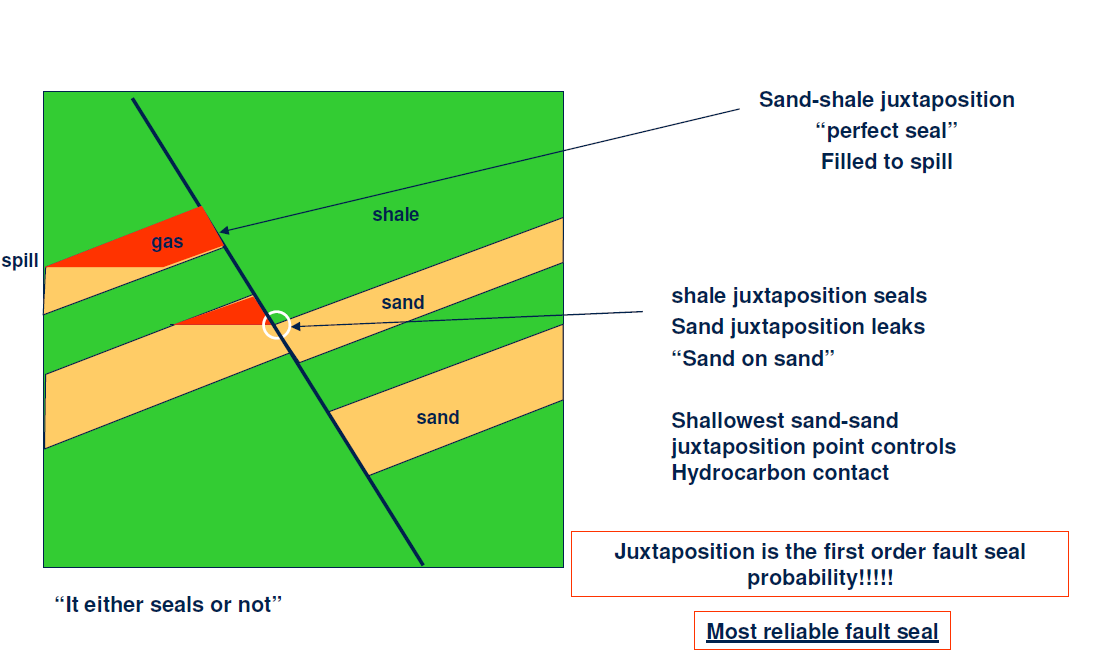 Sand-shale juxtaposition
“perfect seal”
Filled to spill
shale
gas
spill
sand
shale juxtaposition seals
Sand juxtaposition leaks
“Sand on sand”
sand
Shallowest sand-sand
juxtaposition point controls
Hydrocarbon contact
Juxtaposition is the first order fault seal
probability!!!!!
“It either seals or not”
Most reliable fault seal